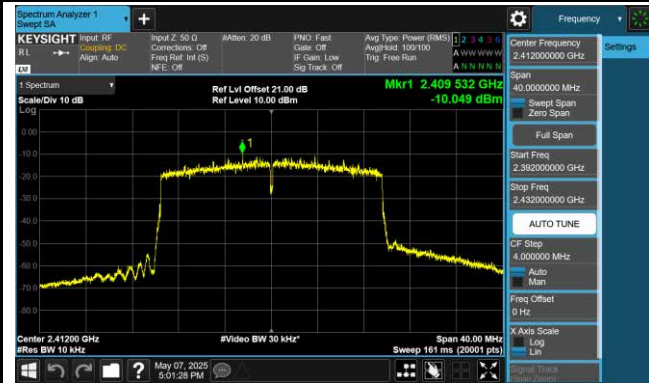 Spectrum Analyzer 1
Swept SA
Frequency
KEYSIGHT
Input: RF
Input Z: 50 Ω
#Atten: 20 dB
PNO: Fast
Avg Type: Power (RMS)
1 2 3 4 5 6
RL
Coupling: DC
Corrections: Off
Gate: Off
Avg|Hold: 100/100
A W W W W W
Align: Auto
Freq Ref: Int (S)
IF Gain: Low
Trig: Free Run
NFE: Off
Sig Track: Off
A N N N N N
LXI
1 Spectrum
Scale/Div 10 dB
Ref Lvl Offset 21.00 dB
Ref Level 10.00 dBm
Mkr1 2.409 532 GHz
-10.049 dBm
Log
0.00
-10.0
-20.0
-30.0
-40.0
-50.0
-60.0
-70.0
-80.0
1
Center 2.41200 GHz
#Video BW 30 kHz*
Span 40.00 MHz
#Res BW 10 kHz
Sweep 161 ms (20001 pts)
May 07, 2025
5:01:28 PM
Center Frequency
2.412000000 GHz
Settings
Span
40.0000000 MHz
Swept Span
Zero Span
Full Span
Start Freq
2.392000000 GHz
Stop Freq
2.432000000 GHz
AUTO TUNE
CF Step
4.000000 MHz
Auto
Man
Freq Offset
0 Hz
X Axis Scale
Log
Lin
Signal Track
(Span Zoom)